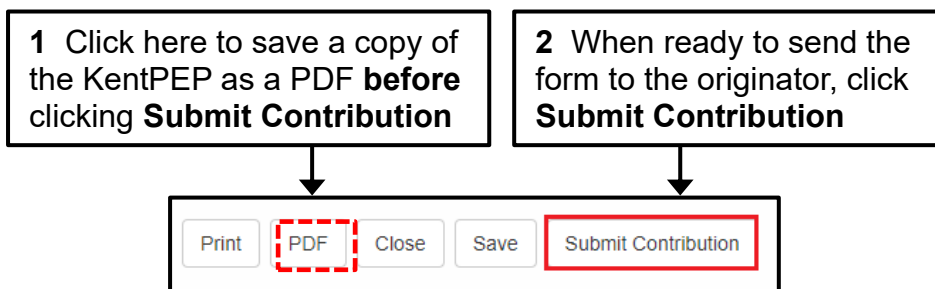 1 Click here to save a copy of
the KentPEP as a PDF before
clicking Submit Contribution
2 When ready to send the
form to the originator, click
Submit Contribution
Print PDF Close Save Submit Contribution